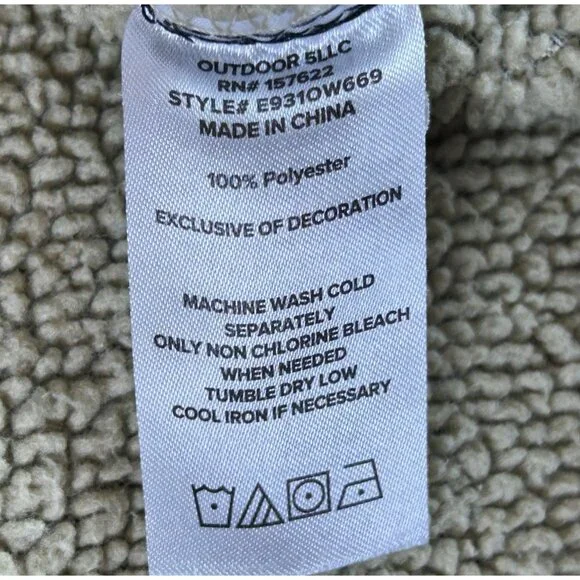 OUTDOOR 5LLC
RN# 157622
STYLE# E931OW669
MADE IN CHINA
100% Polyester
EXCLUSIVE OF DECORATION
MACHINE WASH COLD
SEPARATELY
ONLY NON CHLORINE BLEACH
WHEN NEEDED
TUMBLE DRY LOW
COOL IRON IF NECESSARY